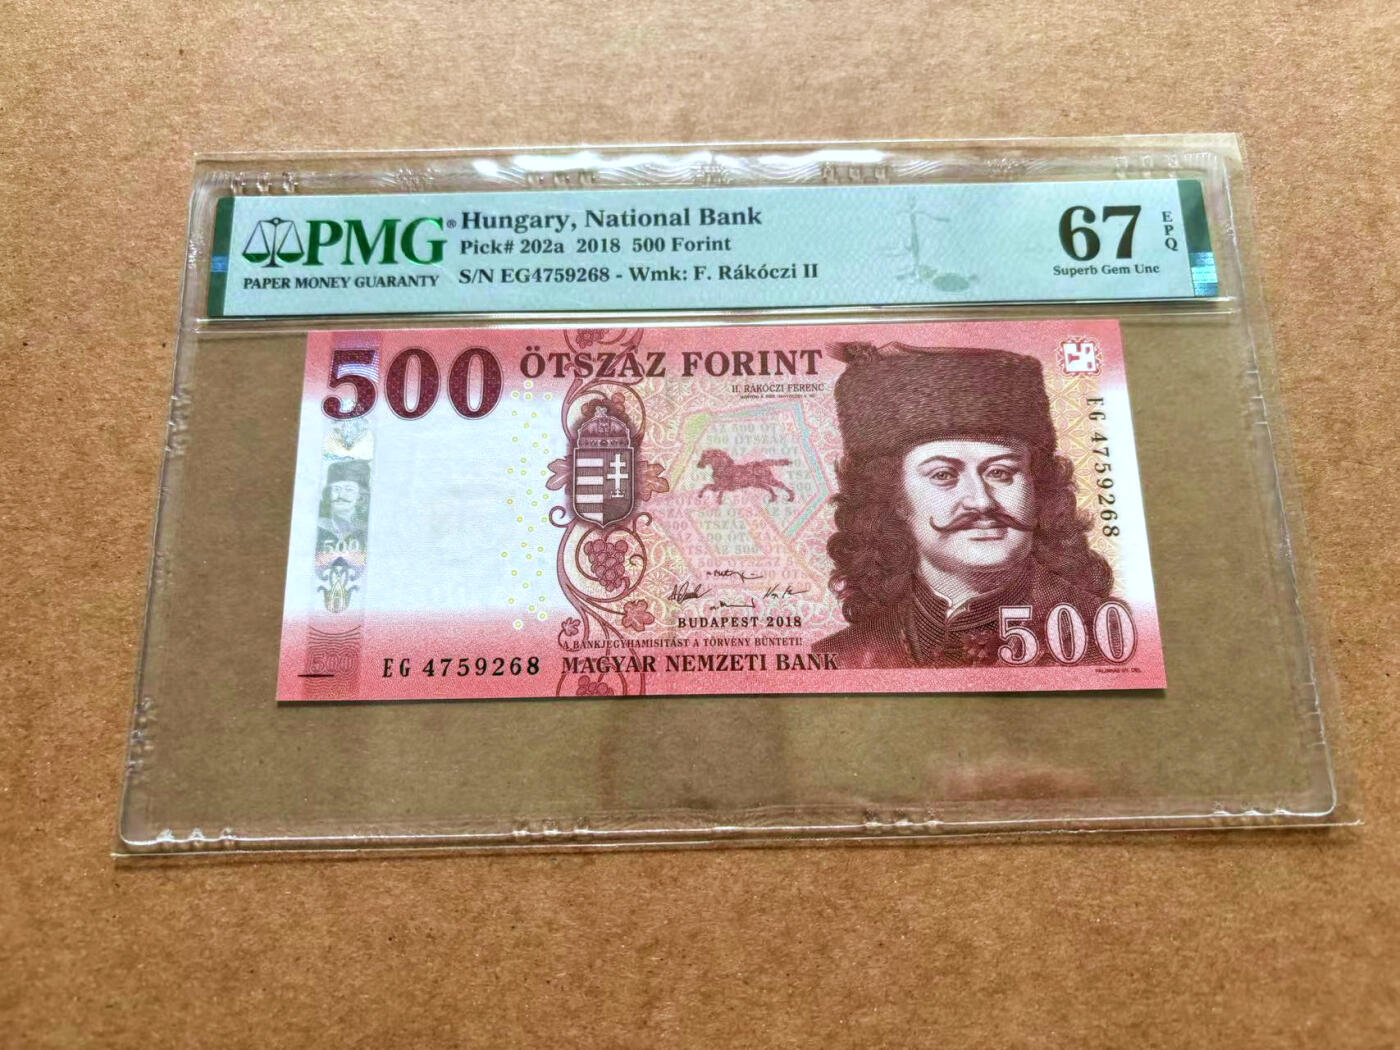 PMG®
PAPER MONEY GUARANTY
Hungary, National Bank
Pick# 202a 2018 500 Forint
S/N EG4759268 - Wmk: F. Rákóczi II
67
EPQ
Superb Gem Unc
500
ÖTSZÁZ FORINT
II. RÁKÓCZI FERENC
EG 4759268
500
BUDAPEST 2018
A BANKJEGYHAMISÍTÁST A TÖRVÉNY BÜNTETI!
MAGYAR NEMZETI BANK
500
EG 4759268
500